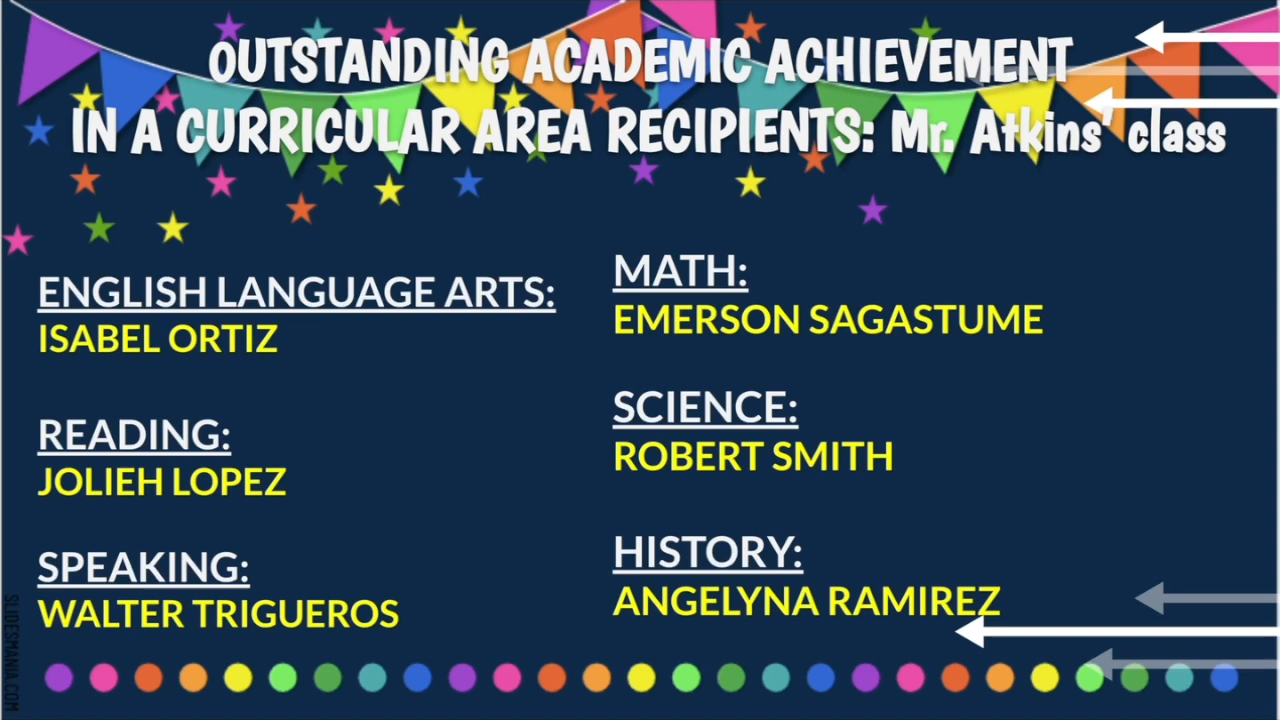 OUTSTANDING ACADEMIC ACHIEVEMENT
IN A CURRICULAR AREA RECIPIENTS: Mr. Atkins' class
ENGLISH LANGUAGE ARTS:
ISABEL ORTIZ
READING:
JOLIEH LOPEZ
SPEAKING:
WALTER TRIGUEROS
MATH:
EMERSON SAGASTUME
SCIENCE:
ROBERT SMITH
HISTORY:
ANGELYNA RAMIREZ
SLIDESMANIA.COM